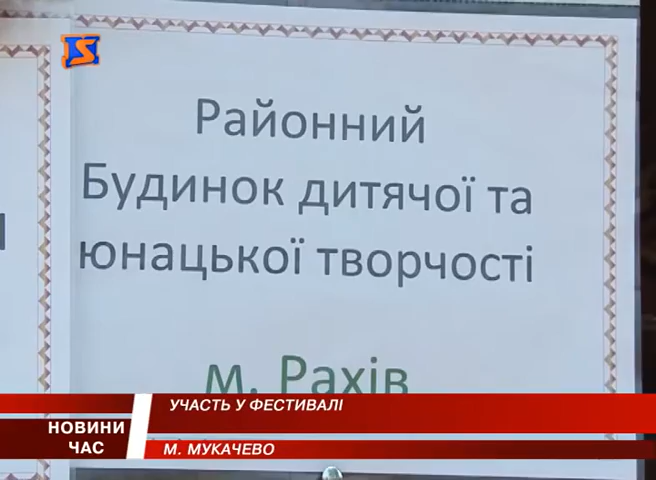 Районний
Будинок дитячої та
юнацької творчості
м. Рахів
УЧАСТЬ У ФЕСТИВАЛІ
НОВИНИ
ЧАС
М. МУКАЧЕВО